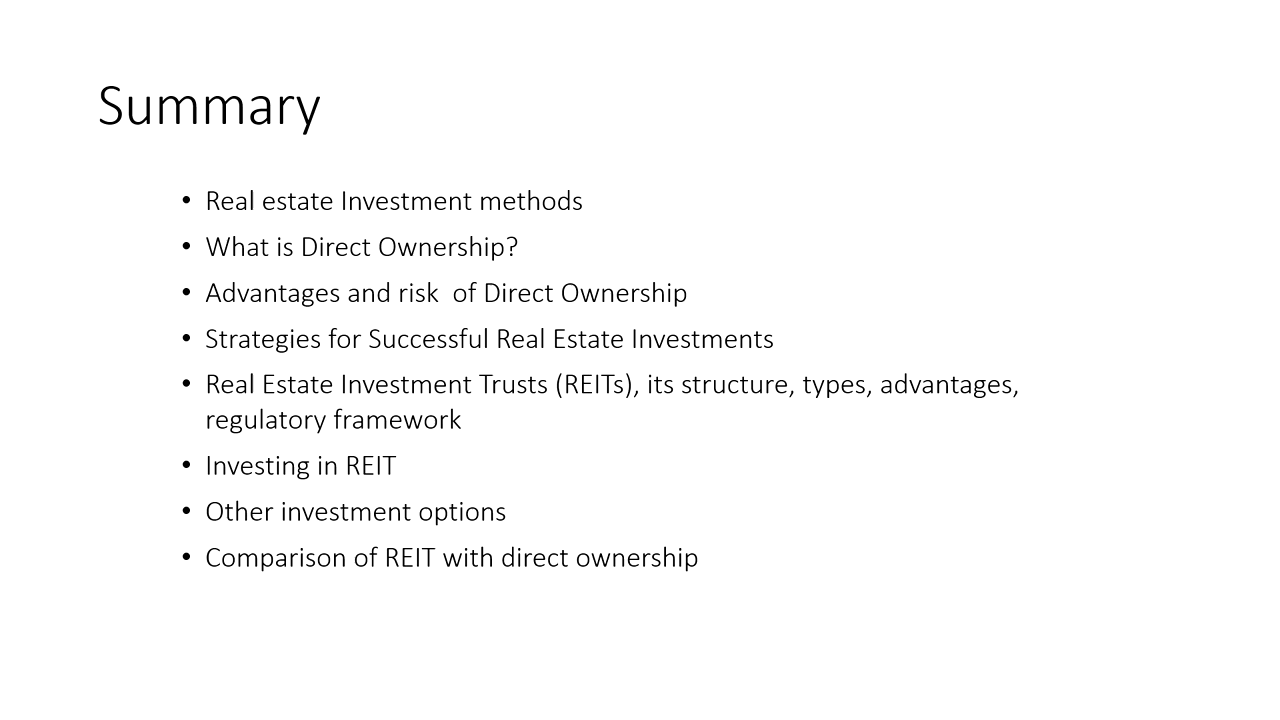 Summary
• Real estate Investment methods
• What is Direct Ownership?
• Advantages and risk  of Direct Ownership
• Strategies for Successful Real Estate Investments
• Real Estate Investment Trusts (REITs), its structure, types, advantages,
regulatory framework
• Investing in REIT
• Other investment options
• Comparison of REIT with direct ownership